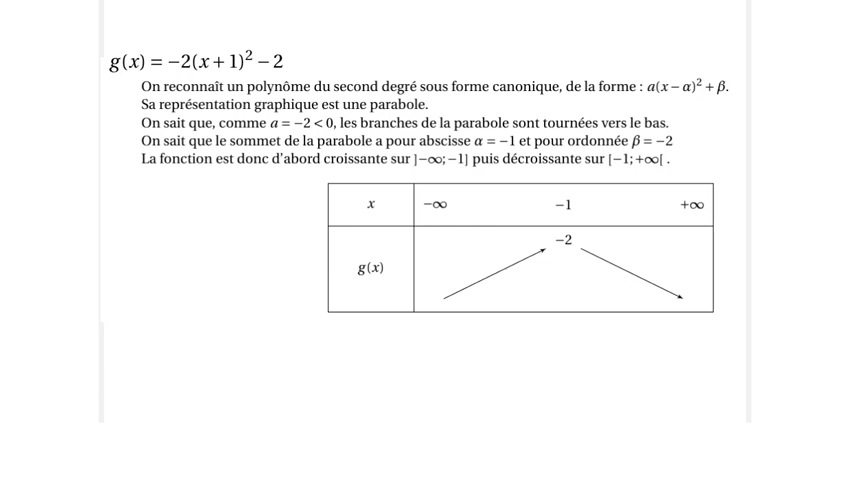 g(x) = −2(x + 1)² − 2
On reconnaît un polynôme du second degré sous forme canonique, de la forme : a(x − α)² + β.
Sa représentation graphique est une parabole.
On sait que, comme a = −2 < 0, les branches de la parabole sont tournées vers le bas.
On sait que le sommet de la parabole a pour abscisse α = −1 et pour ordonnée β = −2
La fonction est donc d'abord croissante sur ]−∞; −1] puis décroissante sur [−1; +∞[ .
x −∞ −1 +∞
−2
g(x)